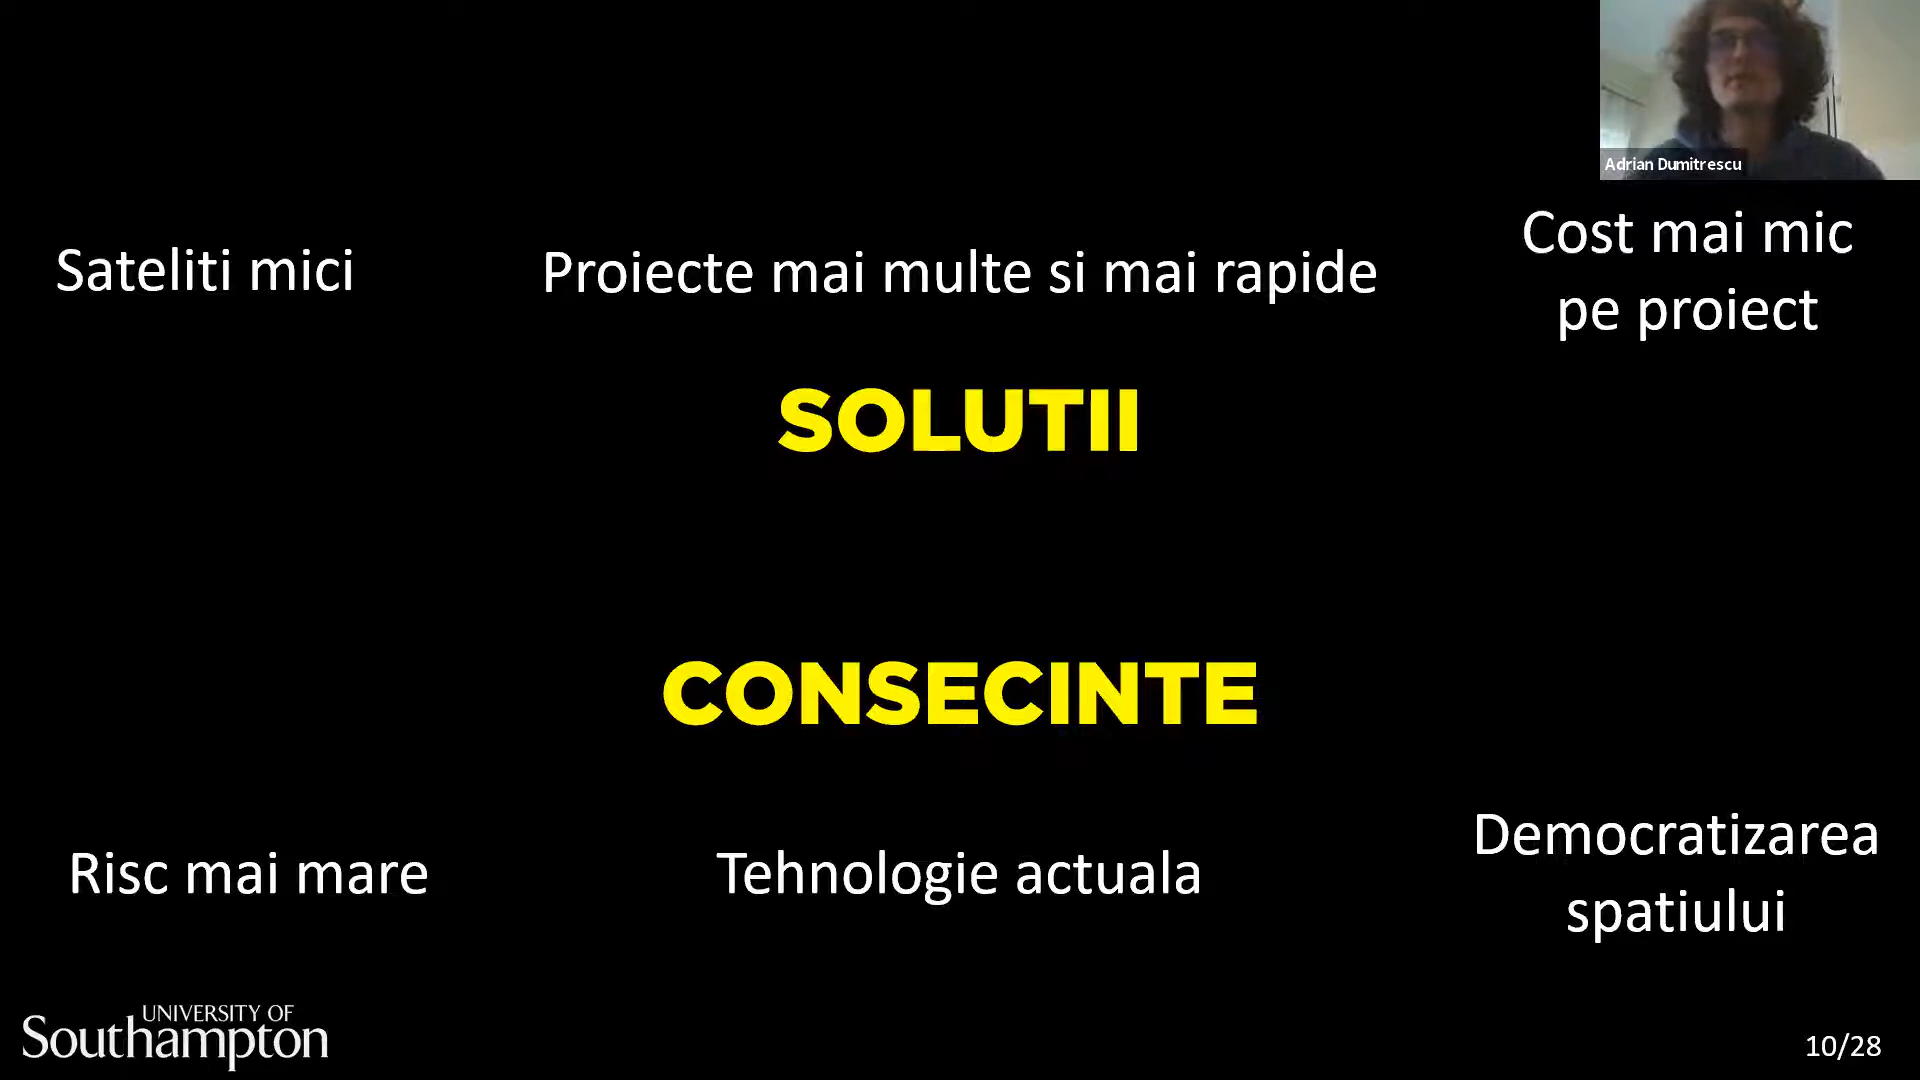 Adrian Dumitrescu
Sateliti mici
Proiecte mai multe si mai rapide
Cost mai mic
pe proiect
SOLUTII
CONSECINTE
Risc mai mare
Tehnologie actuala
Democratizarea
spatiului
UNIVERSITY OF
Southampton
10/28